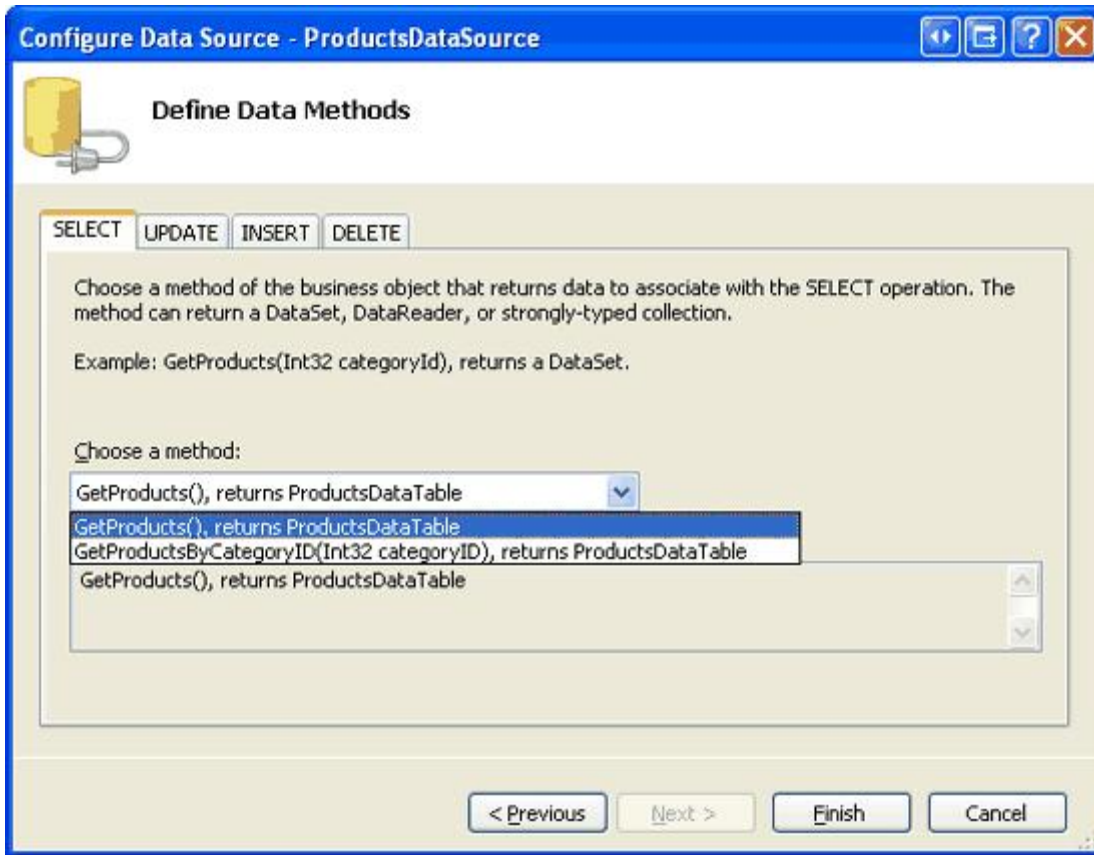 Configure Data Source - ProductsDataSource
Define Data Methods
SELECT UPDATE INSERT DELETE
Choose a method of the business object that returns data to associate with the SELECT operation. The
method can return a DataSet, DataReader, or strongly-typed collection.
Example: GetProducts(Int32 categoryId), returns a DataSet.
Choose a method:
GetProducts(), returns ProductsDataTable
GetProducts(), returns ProductsDataTable
GetProductsByCategoryID(Int32 categoryID), returns ProductsDataTable
GetProducts(), returns ProductsDataTable
< Previous Next > Finish Cancel